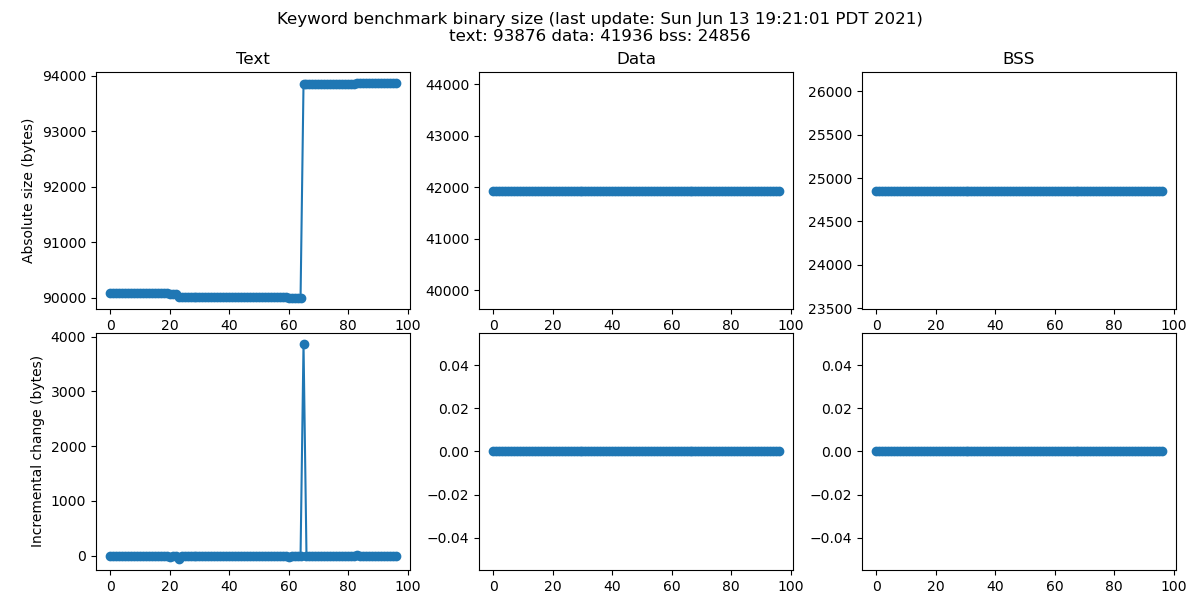 Keyword benchmark binary size (last update: Sun Jun 13 19:21:01 PDT 2021)
text: 93876 data: 41936 bss: 24856
Text
Data
BSS
Absolute size (bytes)
94000
93000
92000
91000
90000
0 20 40 60 80 100
44000
43000
42000
41000
40000
0 20 40 60 80 100
26000
25500
25000
24500
24000
23500
0 20 40 60 80 100
Incremental change (bytes)
4000
3000
2000
1000
0
0 20 40 60 80 100
0.04
0.02
0.00
−0.02
−0.04
0 20 40 60 80 100
0.04
0.02
0.00
−0.02
−0.04
0 20 40 60 80 100